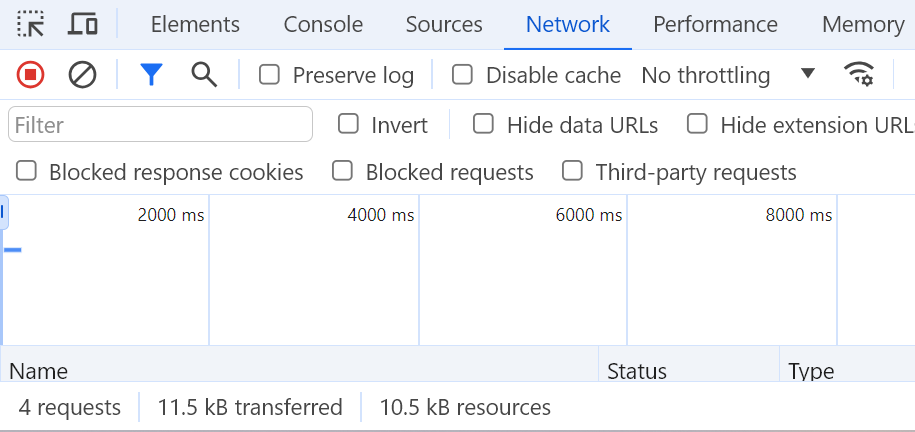 Elements Console Sources Network Performance Memory
Preserve log Disable cache No throttling
Filter Invert Hide data URLs Hide extension URL
Blocked response cookies Blocked requests Third-party requests
2000 ms 4000 ms 6000 ms 8000 ms
Name Status Type
4 requests 11.5 kB transferred 10.5 kB resources